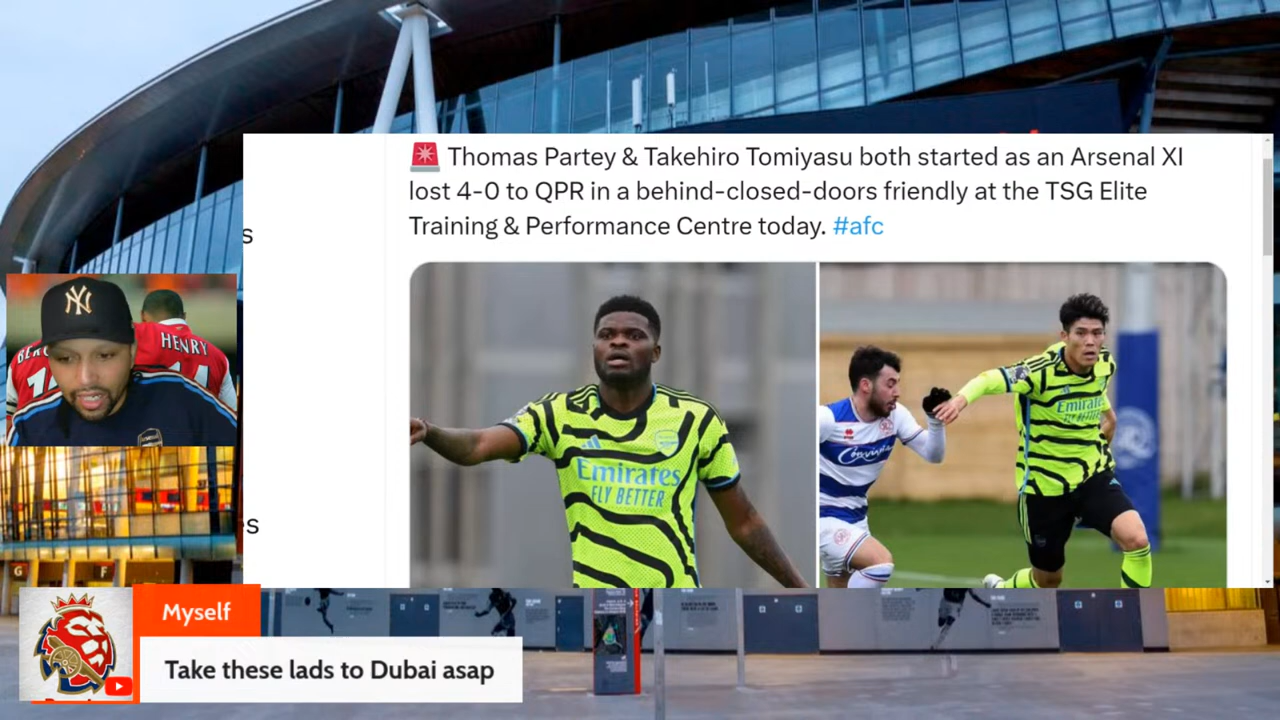 🚨 Thomas Partey & Takehiro Tomiyasu both started as an Arsenal XI
lost 4-0 to QPR in a behind-closed-doors friendly at the TSG Elite
Training & Performance Centre today. #afc
s
es
NY
HENRY
BER
Emirates
FLY BETTER
Emirates
G
F
Myself
Take these lads to Dubai asap